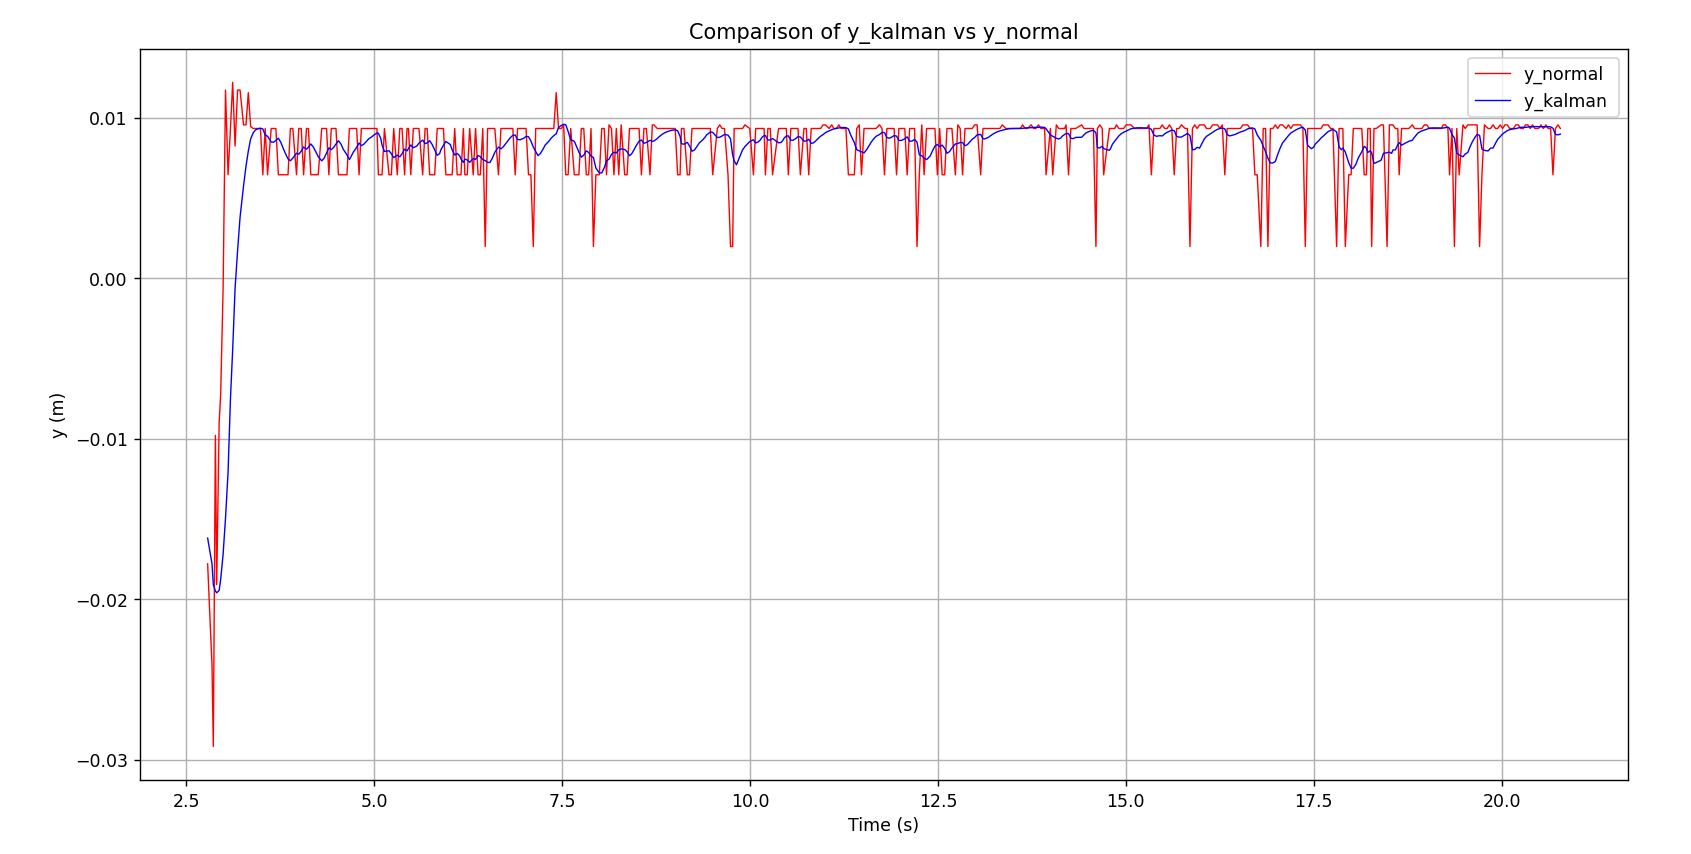 Comparison of y_kalman vs y_normal
y_normal
y_kalman
0.01
0.00
−0.01
−0.02
−0.03
y (m)
2.5 5.0 7.5 10.0 12.5 15.0 17.5 20.0
Time (s)